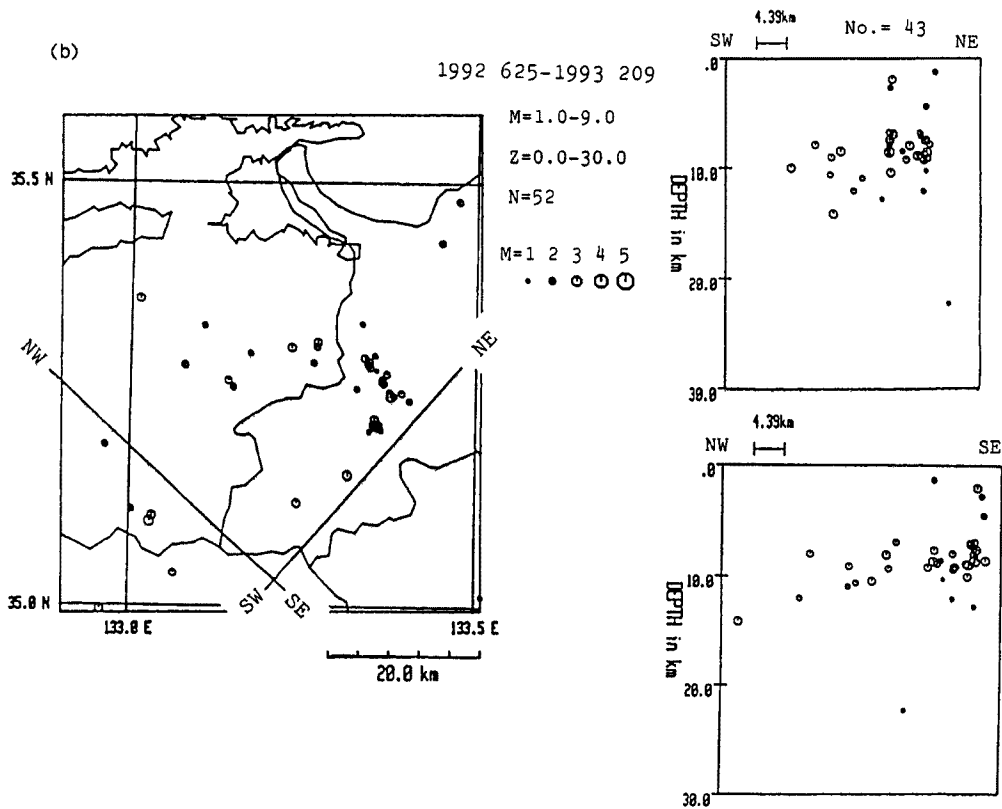 (b)
1992 625-1993 209
M=1.0-9.0
Z=0.0-30.0
N=52
M=1 2 3 4 5
35.5 N
35.0 N
133.0 E
133.5 E
20.0 km
NW
NE
SW
SE
4.39km
No.= 43
SW
NE
.0
10.0
20.0
30.0
DEPTH in km
4.39km
NW
SE
.0
10.0
20.0
30.0
DEPTH in km